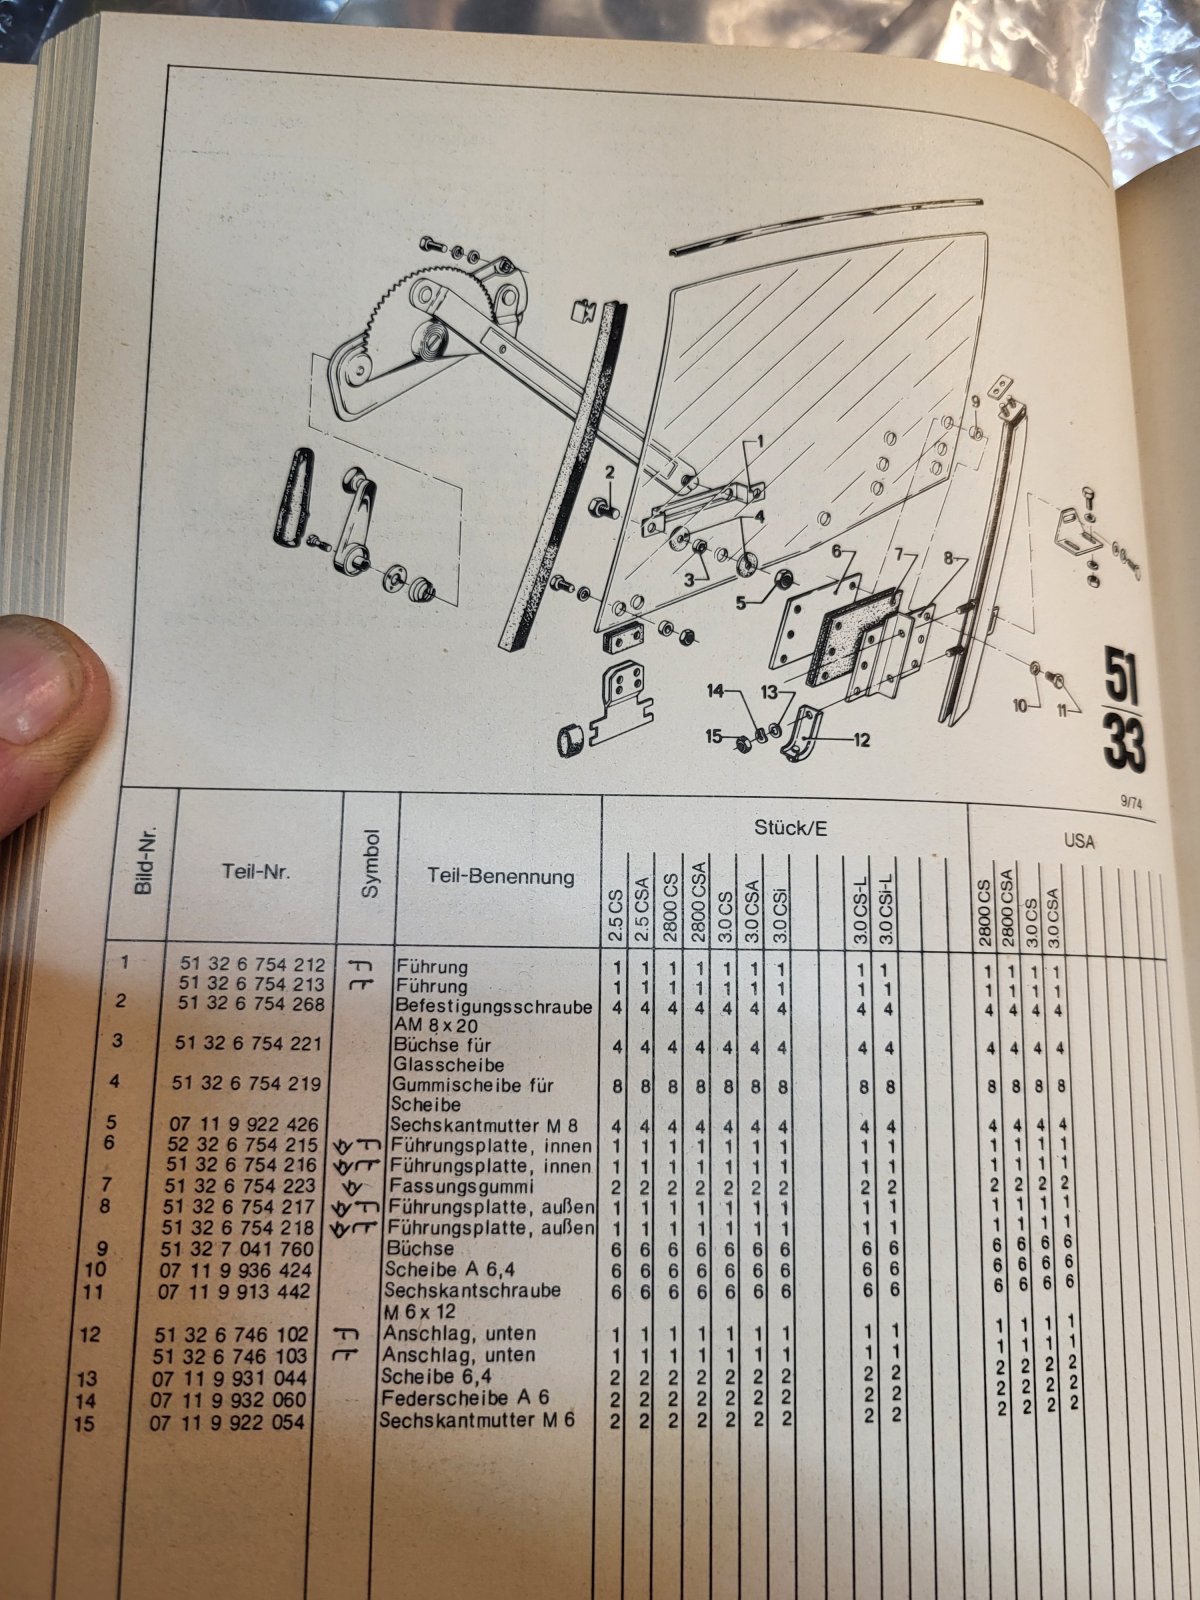 1
2
3
4
5
6
7
8
9
10
11
12
13
14
15
51
33
9/74
Bild-Nr. Teil-Nr. Symbol Teil-Benennung Stück/E USA
2.5 CS 2.5 CSA 2800 CS 2800 CSA 3.0 CS 3.0 CSA 3.0 CSi 3.0 CS-L 3.0 CSi-L 2800 CS 2800 CSA 3.0 CS 3.0 CSA
1 51 32 6 754 212 Führung 1 1 1 1 1 1 1 1 1 1 1 1 1
51 32 6 754 213 Führung 1 1 1 1 1 1 1 1 1 1 1 1 1
2 51 32 6 754 268 Befestigungsschraube 4 4 4 4 4 4 4 4 4 4 4 4 4
AM 8 x 20
3 51 32 6 754 221 Büchse für 4 4 4 4 4 4 4 4 4 4 4 4 4
Glasscheibe
4 51 32 6 754 219 Gummischeibe für 8 8 8 8 8 8 8 8 8 8 8 8 8
Scheibe
5 07 11 9 922 426 Sechskantmutter M 8 4 4 4 4 4 4 4 4 4 4 4 4 4
6 52 32 6 754 215 Führungsplatte, innen 1 1 1 1 1 1 1 1 1 1 1 1 1
51 32 6 754 216 Führungsplatte, innen 1 1 1 1 1 1 1 1 1 1 1 1 1
7 51 32 6 754 223 Fassungsgummi 2 2 2 2 2 2 2 2 2 2 2 2 2
8 51 32 6 754 217 Führungsplatte, außen 1 1 1 1 1 1 1 1 1 1 1 1 1
51 32 6 754 218 Führungsplatte, außen 1 1 1 1 1 1 1 1 1 1 1 1 1
9 51 32 7 041 760 Büchse 6 6 6 6 6 6 6 6 6 6 6 6 6
10 07 11 9 936 424 Scheibe A 6,4 6 6 6 6 6 6 6 6 6 6 6 6 6
11 07 11 9 913 442 Sechskantschraube 6 6 6 6 6 6 6 6 6 6 6 6 6
M 6 x 12
12 51 32 6 746 102 Anschlag, unten 1 1 1 1 1 1 1 1 1 1 1 1 1
51 32 6 746 103 Anschlag, unten 1 1 1 1 1 1 1 1 1 1 1 1 1
13 07 11 9 931 044 Scheibe 6,4 2 2 2 2 2 2 2 2 2 2 2 2 2
14 07 11 9 932 060 Federscheibe A 6 2 2 2 2 2 2 2 2 2 2 2 2 2
15 07 11 9 922 054 Sechskantmutter M 6 2 2 2 2 2 2 2 2 2 2 2 2 2